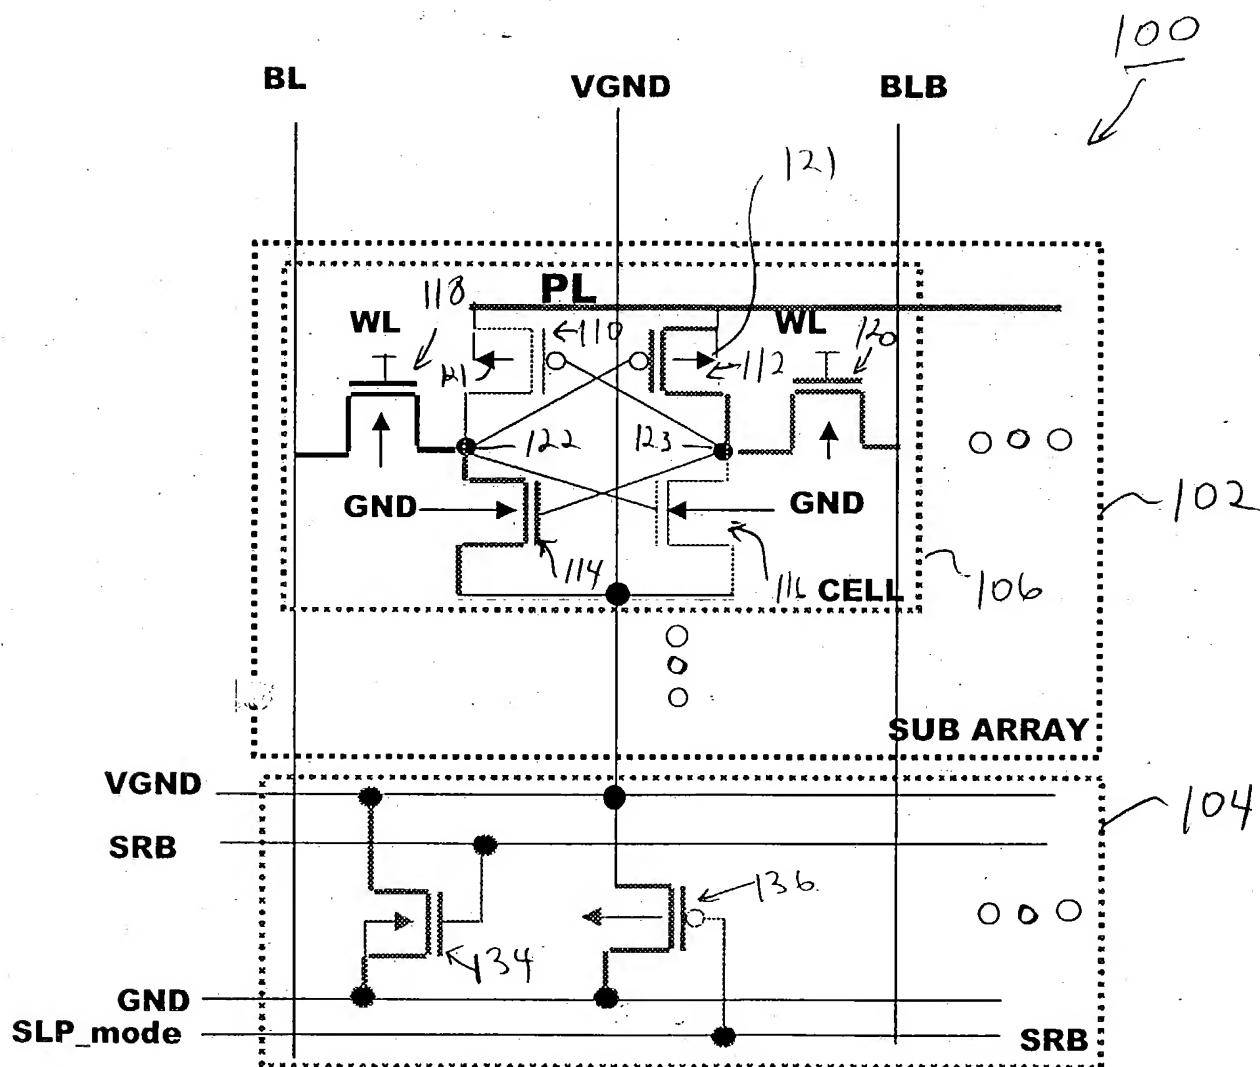 100
BL VGND BLB
121
PL
118 110
WL WL 120
121 112
122 123
GND GND
102
114 116 CELL 106
SUB ARRAY
VGND
104
SRB
136
134
GND
SLP_mode SRB